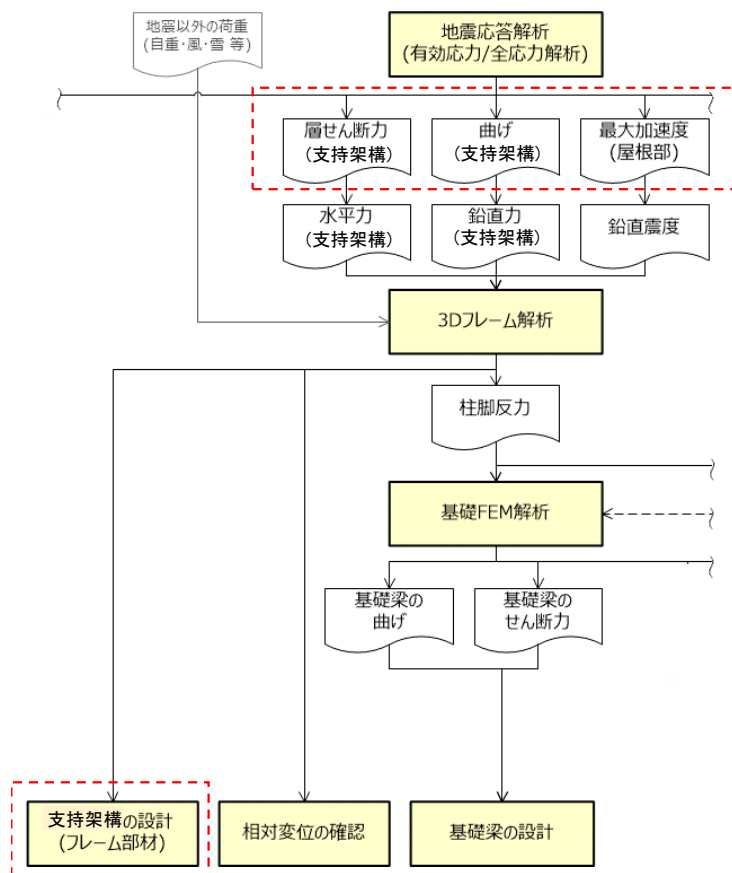 地震以外の荷重
(自重・風・雪 等)
地震応答解析
(有効応力/全応力解析)
層せん断力
（支持架構）
曲げ
（支持架構）
最大加速度
(屋根部)
水平力
（支持架構）
鉛直力
（支持架構）
鉛直震度
3Dフレーム解析
柱脚反力
基礎FEM解析
基礎梁の
曲げ
基礎梁の
せん断力
支持架構の設計
(フレーム部材)
相対変位の確認
基礎梁の設計